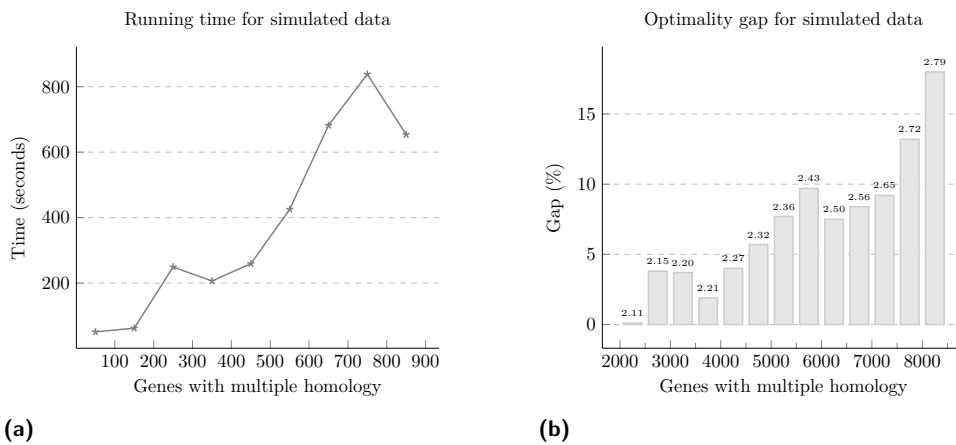 Running time for simulated data
Time (seconds)
800
600
400
200
100 200 300 400 500 600 700 800 900
Genes with multiple homology
(a)
Optimality gap for simulated data
Gap (%)
15
10
5
0
2.11 2.15 2.20 2.21 2.27 2.32 2.36 2.43 2.50 2.56 2.65 2.72 2.79
2000 3000 4000 5000 6000 7000 8000
Genes with multiple homology
(b)